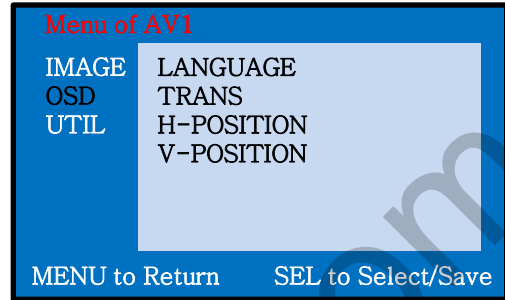 Menu of AV1
IMAGE LANGUAGE
OSD TRANS
UTIL H-POSITION
V-POSITION
MENU to Return SEL to Select/Save